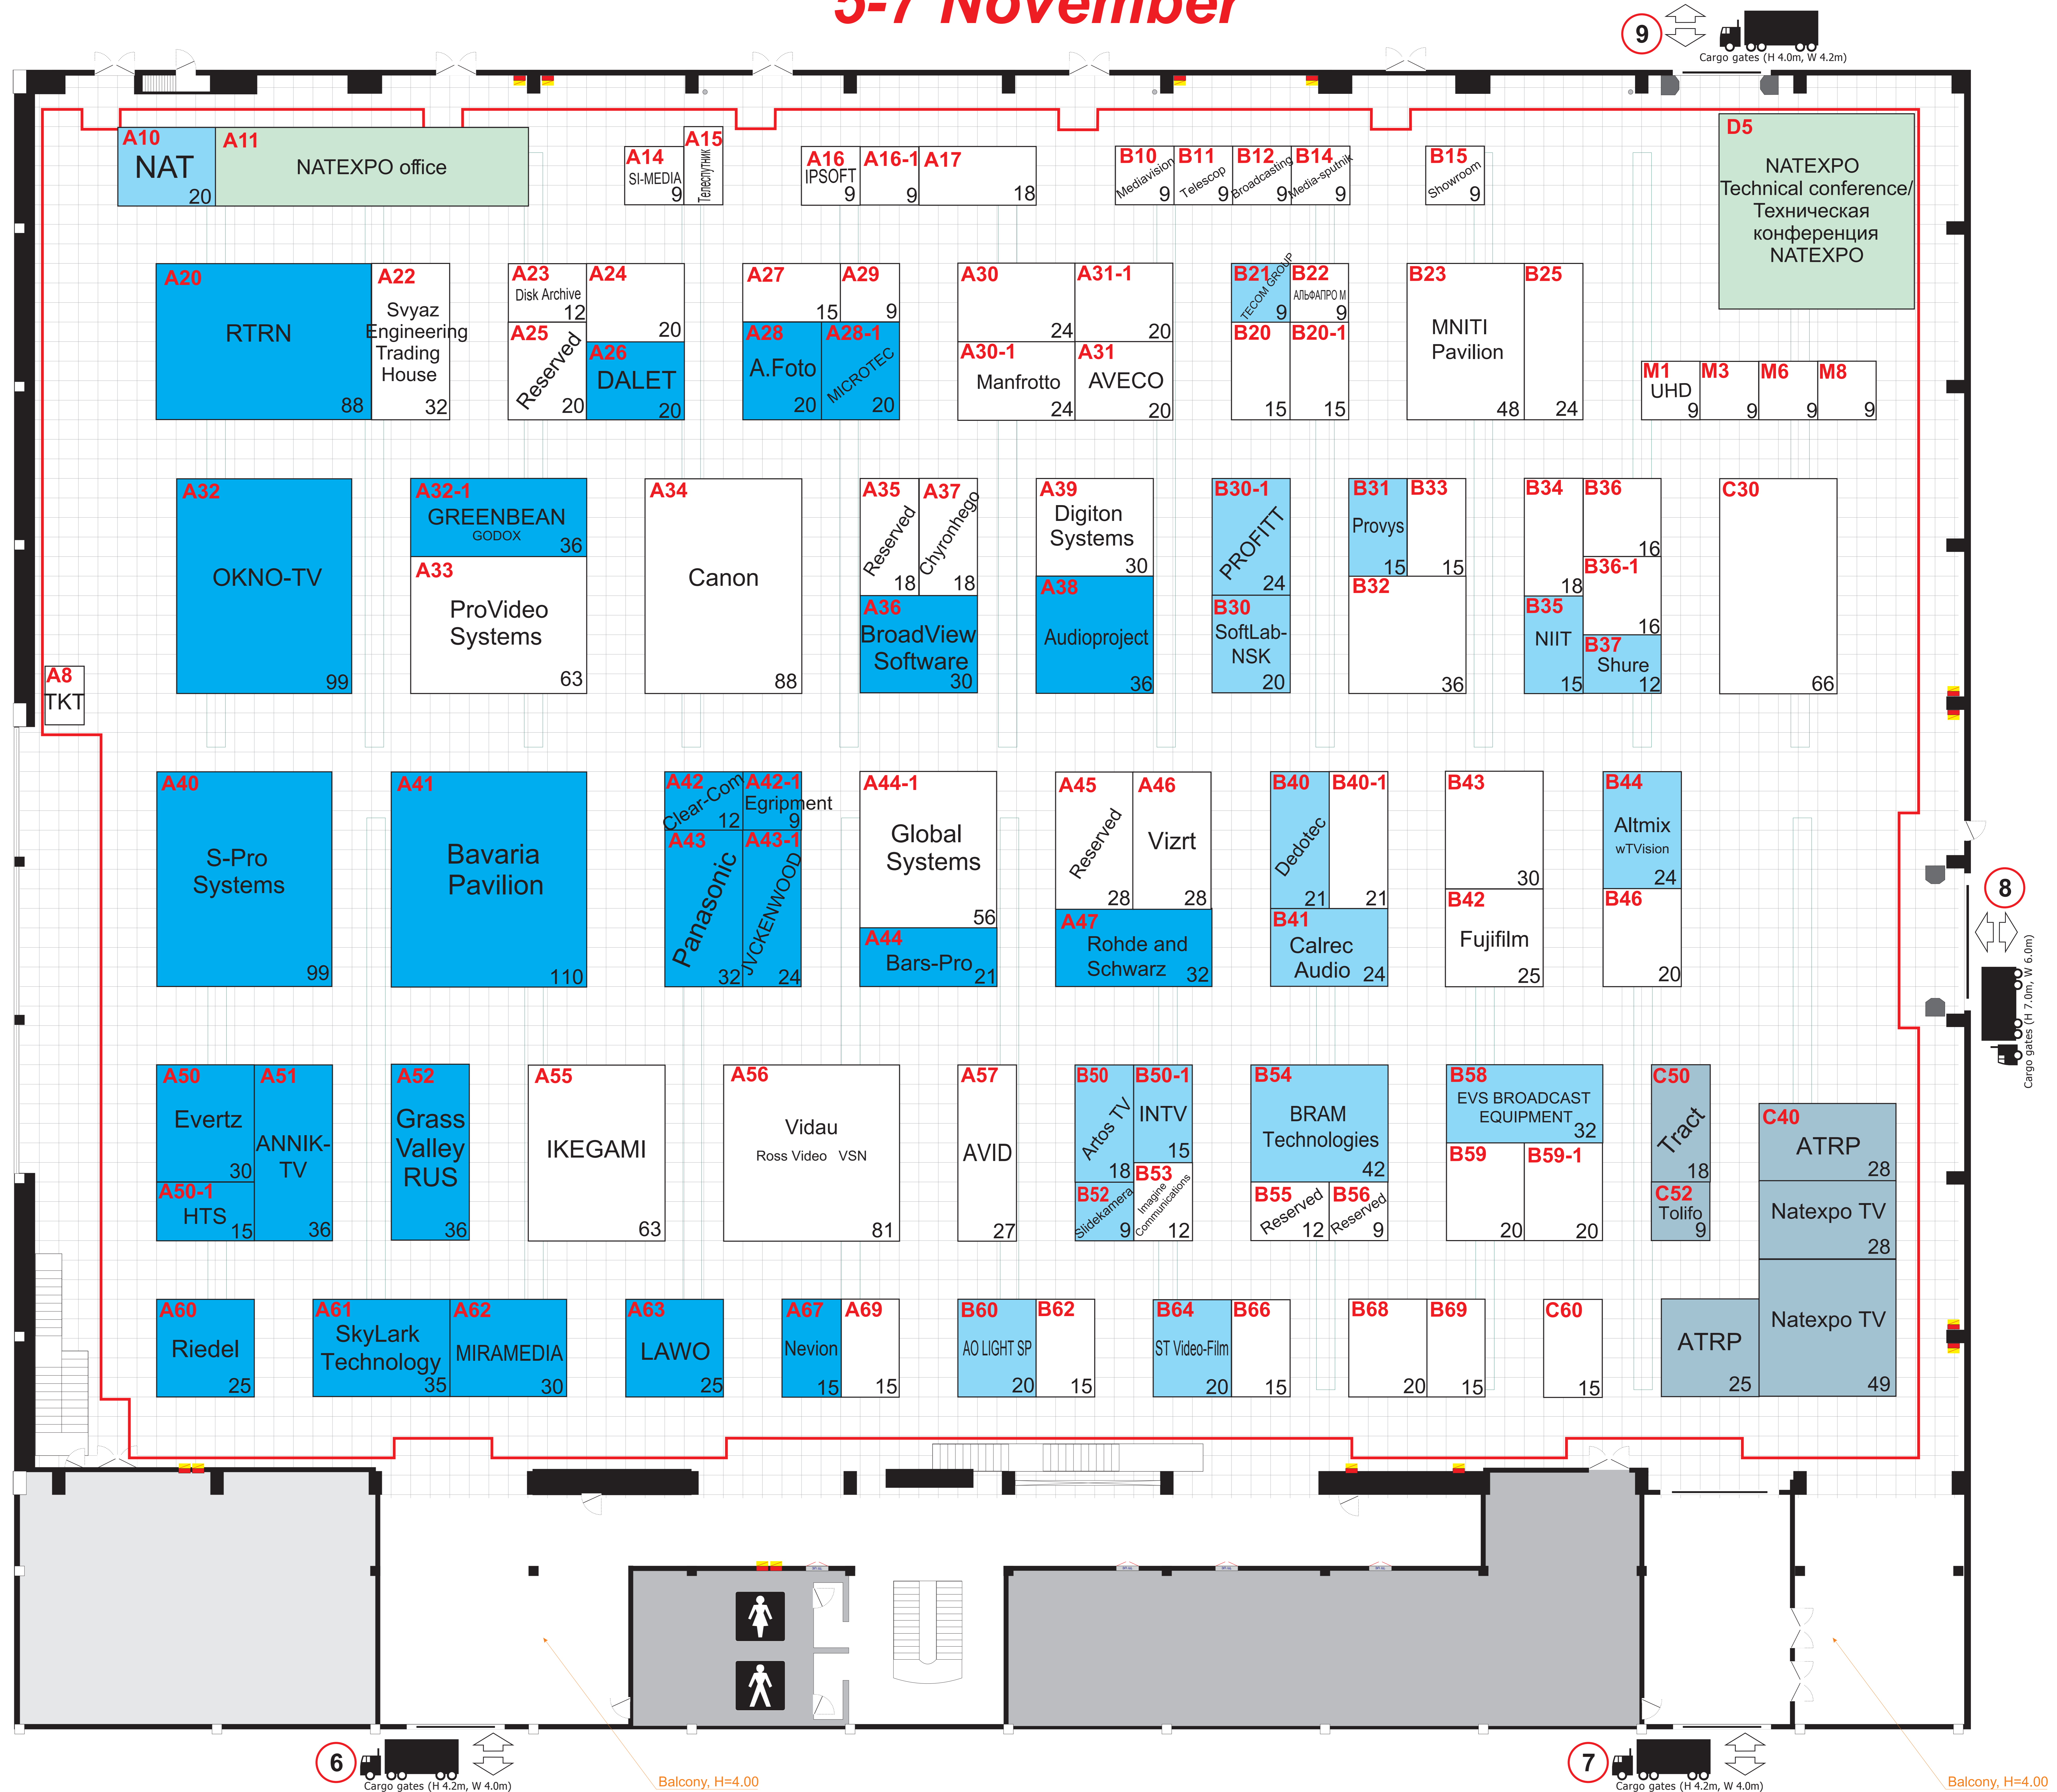 5-7 November
9
Cargo gates (H 4.0m, W 4.2m)
A10
NAT
20
A11
NATEXPO office
A14
SI-MEDIA
9
A15
Телеспутник
A16
IPSOFT
9
A16-1
9
A17
18
B10
Mediavision
9
B11
Telescop
9
B12
Broadcasting
9
B14
Media-sputnik
9
B15
Showroom
9
D5
NATEXPO
Technical conference/
Техническая
конференция
NATEXPO
A20
RTRN
88
A22
Svyaz
Engineering
Trading
House
32
A23
Disk Archive
12
A24
20
A25
Reserved
20
A26
DALET
20
A27
15
A29
9
A28
A.Foto
20
A28-1
MICROTEC
20
A30
24
A31-1
20
A30-1
Manfrotto
24
A31
AVECO
20
B21
TECOM GROUP
9
B22
АЛЬФАПРО М
9
B20
15
B20-1
15
B23
MNITI
Pavilion
48
B25
24
M1
UHD
9
M3
9
M6
9
M8
9
A32
OKNO-TV
99
A32-1
GREENBEAN
GODOX
36
A33
ProVideo
Systems
63
A34
Canon
88
A35
Reserved
18
A37
Chyronhego
18
A36
BroadView
Software
30
A39
Digiton
Systems
30
A38
Audioproject
36
B30-1
PROFITT
24
B30
SoftLab-
NSK
20
B31
Provys
15
B33
15
B32
36
B34
18
B36
16
B36-1
16
B35
NIIT
15
B37
Shure
12
C30
66
A8
TKT
A40
S-Pro
Systems
99
A41
Bavaria
Pavilion
110
A42
Clear-Com
12
A42-1
Egripment
9
A43
Panasonic
32
A43-1
JVCKENWOOD
24
A44-1
Global
Systems
56
A44
Bars-Pro
21
A45
Reserved
28
A46
Vizrt
28
A47
Rohde and
Schwarz
32
B40
Dedotec
21
B40-1
21
B41
Calrec
Audio
24
B43
30
B42
Fujifilm
25
B44
Altmix
wTVision
24
B46
20
8
Cargo gates (H 7.0m, W 6.0m)
A50
Evertz
30
A50-1
HTS
15
A51
ANNIK-
TV
36
A52
Grass
Valley
RUS
36
A55
IKEGAMI
63
A56
Vidau
Ross Video VSN
81
A57
AVID
27
B50
Artos TV
18
B50-1
INTV
15
B52
Slidekamera
9
B53
Imagine
Communications
12
B54
BRAM
Technologies
42
B55
Reserved
12
B56
Reserved
9
B58
EVS BROADCAST
EQUIPMENT
32
B59
20
B59-1
20
C50
Tract
18
C52
Tolifo
9
C40
ATRP
28
Natexpo TV
28
Natexpo TV
49
ATRP
25
A60
Riedel
25
A61
SkyLark
Technology
35
A62
MIRAMEDIA
30
A63
LAWO
25
A67
Nevion
15
A69
15
B60
AO LIGHT SP
20
B62
15
B64
ST Video-Film
20
B66
15
B68
20
B69
15
C60
15
6
Cargo gates (H 4.2m, W 4.0m)
Balcony, H=4.00
7
Cargo gates (H 4.2m, W 4.0m)
Balcony, H=4.00